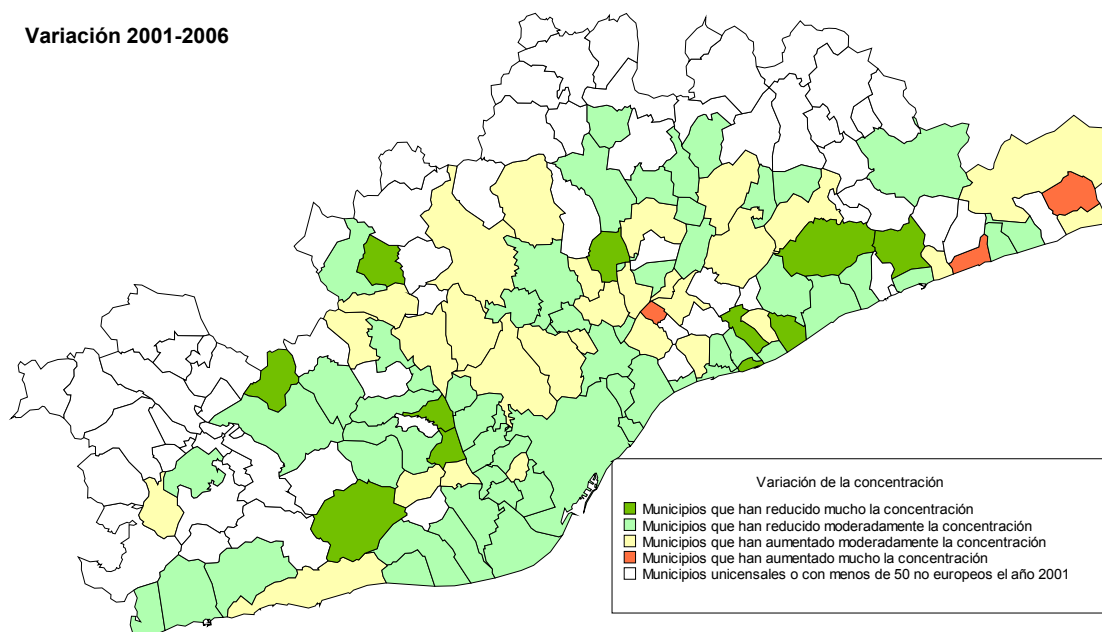 Variación 2001-2006
Variación de la concentración
Municipios que han reducido mucho la concentración
Municipios que han reducido moderadamente la concentración
Municipios que han aumentado moderadamente la concentración
Municipios que han aumentado mucho la concentración
Municipios unicensales o con menos de 50 no europeos el año 2001